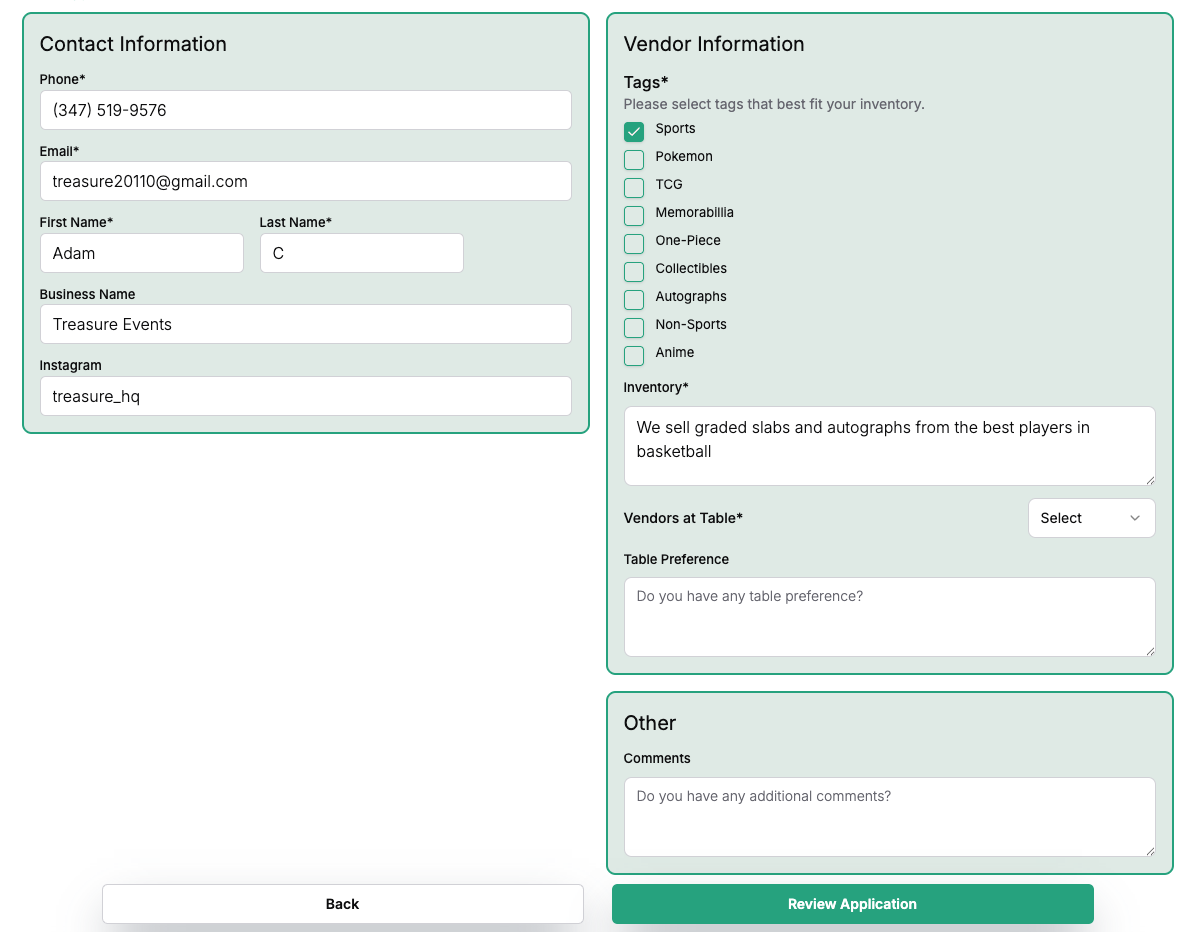 Contact Information
Phone*
(347) 519-9576
Email*
treasure20110@gmail.com
First Name*
Last Name*
Adam
C
Business Name
Treasure Events
Instagram
treasure_hq
Vendor Information
Tags*
Please select tags that best fit your inventory.
Sports
Pokemon
TCG
Memorabillia
One-Piece
Collectibles
Autographs
Non-Sports
Anime
Inventory*
We sell graded slabs and autographs from the best players in
basketball
Vendors at Table*
Select
Table Preference
Do you have any table preference?
Other
Comments
Do you have any additional comments?
Back
Review Application